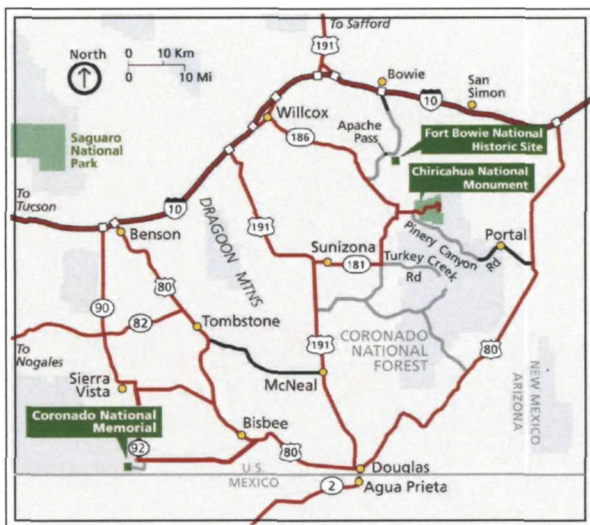 To Safford
191
North
0 10 Km
0 10 Mi
Bowie
San
Simon
10
Willcox
186
Apache
Pass
Fort Bowie National
Historic Site
Saguaro
National
Park
Chiricahua National
Monument
To
Tucson
10
DRAGOON MTNS
191
Benson
Sunizona
181
Pinery Canyon
Rd
Portal
Turkey Creek
Rd
80
90
82
Tombstone
191
CORONADO
NATIONAL
FOREST
80
NEW MEXICO
ARIZONA
To
Nogales
McNeal
Sierra
Vista
Coronado National
Memorial
92
Bisbee
80
Douglas
U.S.
MEXICO
2
Agua Prieta